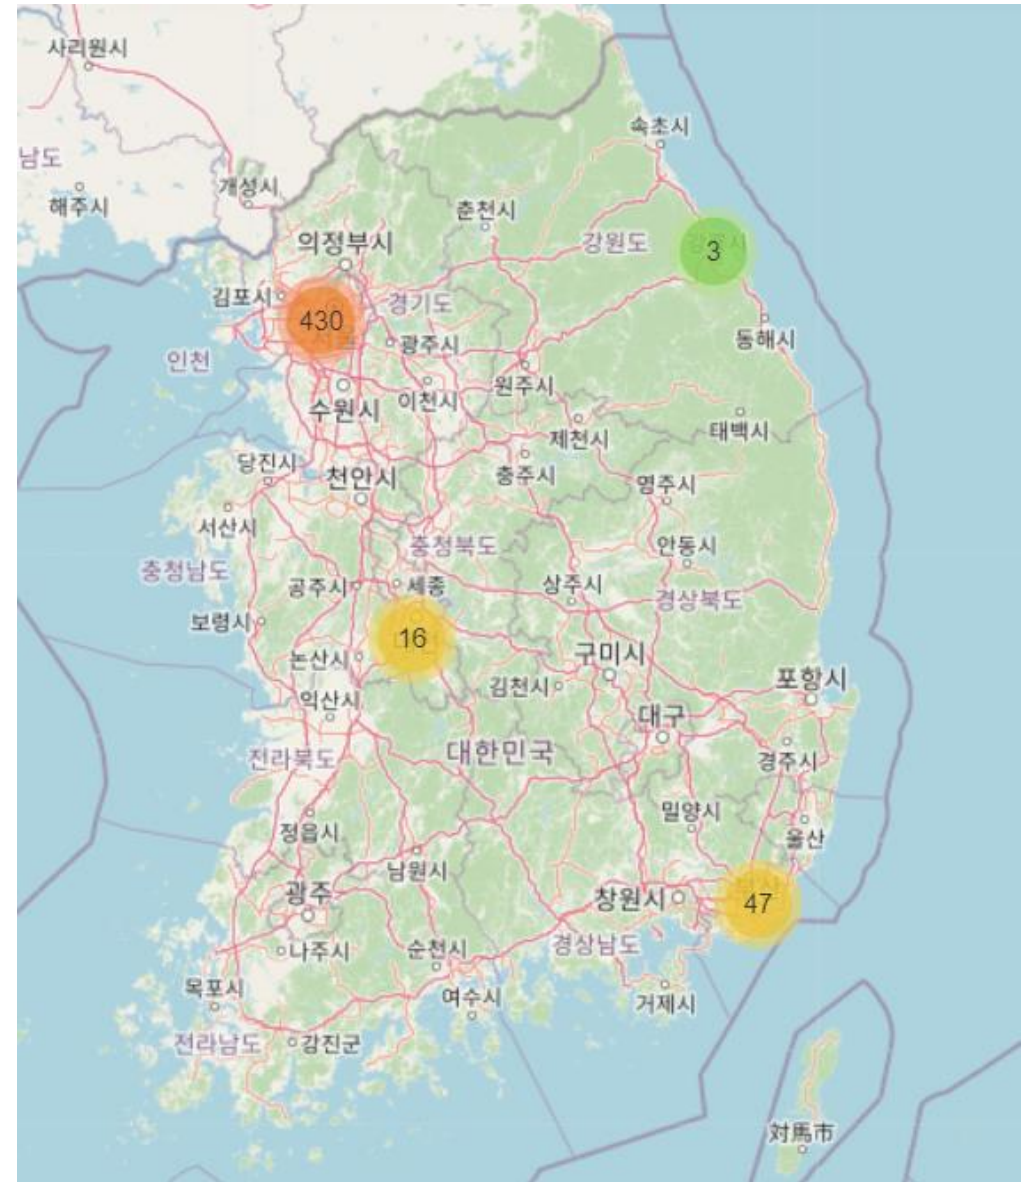 사리원시
속초시
남도
개성시
해주시
춘천시
의정부시
강원도
3
김포시
경기도
430
동해시
광주시
인천
원주시
이천시
수원시
태백시
제천시
당진시
천안시
충주시
영주시
서산시
충청북도
안동시
충청남도
공주시
세종
상주시
경상북도
보령시
16
논산시
구미시
김천시
포항시
익산시
대구
전라북도
대한민국
경주시
밀양시
정읍시
울산
남원시
광주
창원시
47
나주시
순천시
경상남도
목포시
여수시
거제시
전라남도
강진군
対馬市